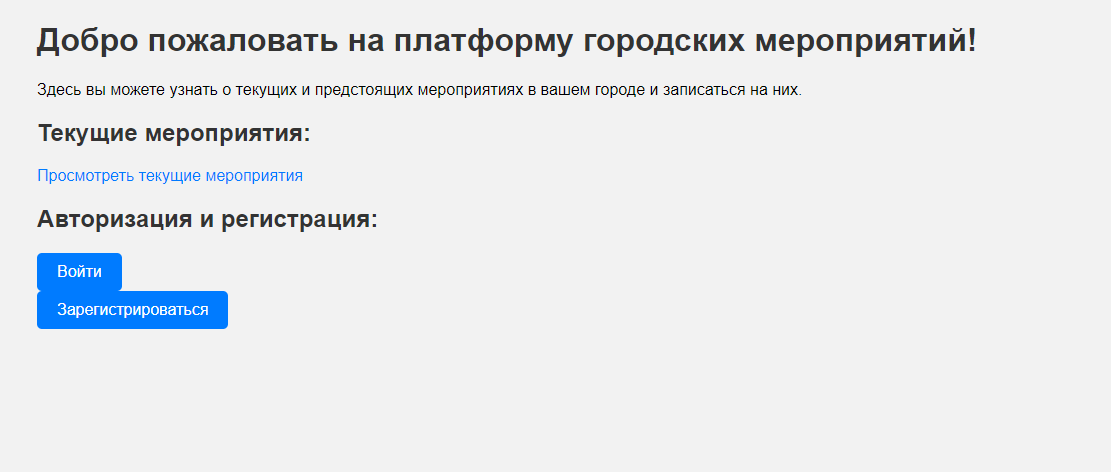 Добро пожаловать на платформу городских мероприятий!
Здесь вы можете узнать о текущих и предстоящих мероприятиях в вашем городе и записаться на них.
Текущие мероприятия:
Просмотреть текущие мероприятия
Авторизация и регистрация:
Войти
Зарегистрироваться